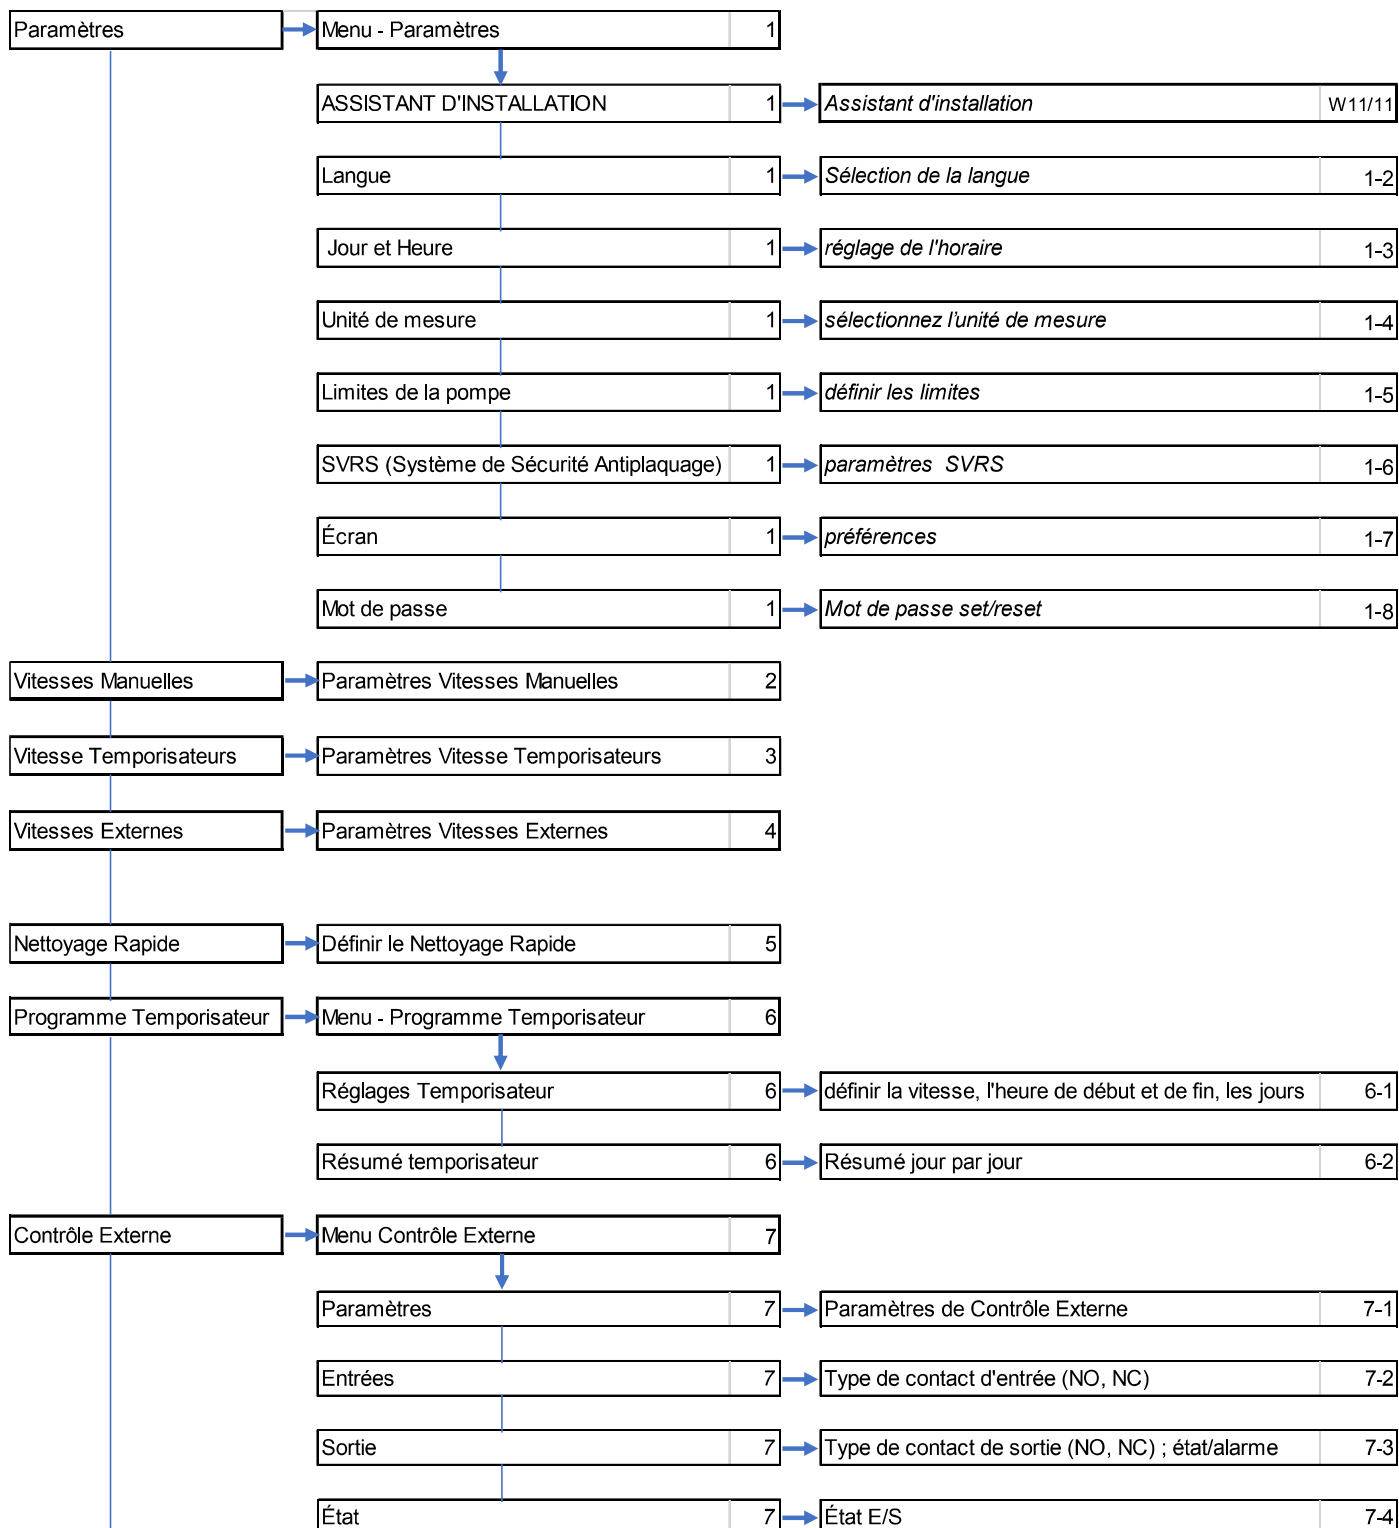 Paramètres Menu - Paramètres 1
ASSISTANT D'INSTALLATION 1 Assistant d'installation W11/11
Langue 1 Sélection de la langue 1-2
Jour et Heure 1 réglage de l'horaire 1-3
Unité de mesure 1 sélectionnez l'unité de mesure 1-4
Limites de la pompe 1 définir les limites 1-5
SVRS (Système de Sécurité Antiplaquage) 1 paramètres SVRS 1-6
Écran 1 préférences 1-7
Mot de passe 1 Mot de passe set/reset 1-8
Vitesses Manuelles Paramètres Vitesses Manuelles 2
Vitesse Temporisateurs Paramètres Vitesse Temporisateurs 3
Vitesses Externes Paramètres Vitesses Externes 4
Nettoyage Rapide Définir le Nettoyage Rapide 5
Programme Temporisateur Menu - Programme Temporisateur 6
Réglages Temporisateur 6 définir la vitesse, l'heure de début et de fin, les jours 6-1
Résumé temporisateur 6 Résumé jour par jour 6-2
Contrôle Externe Menu Contrôle Externe 7
Paramètres 7 Paramètres de Contrôle Externe 7-1
Entrées 7 Type de contact d'entrée (NO, NC) 7-2
Sortie 7 Type de contact de sortie (NO, NC) ; état/alarme 7-3
État 7 État E/S 7-4